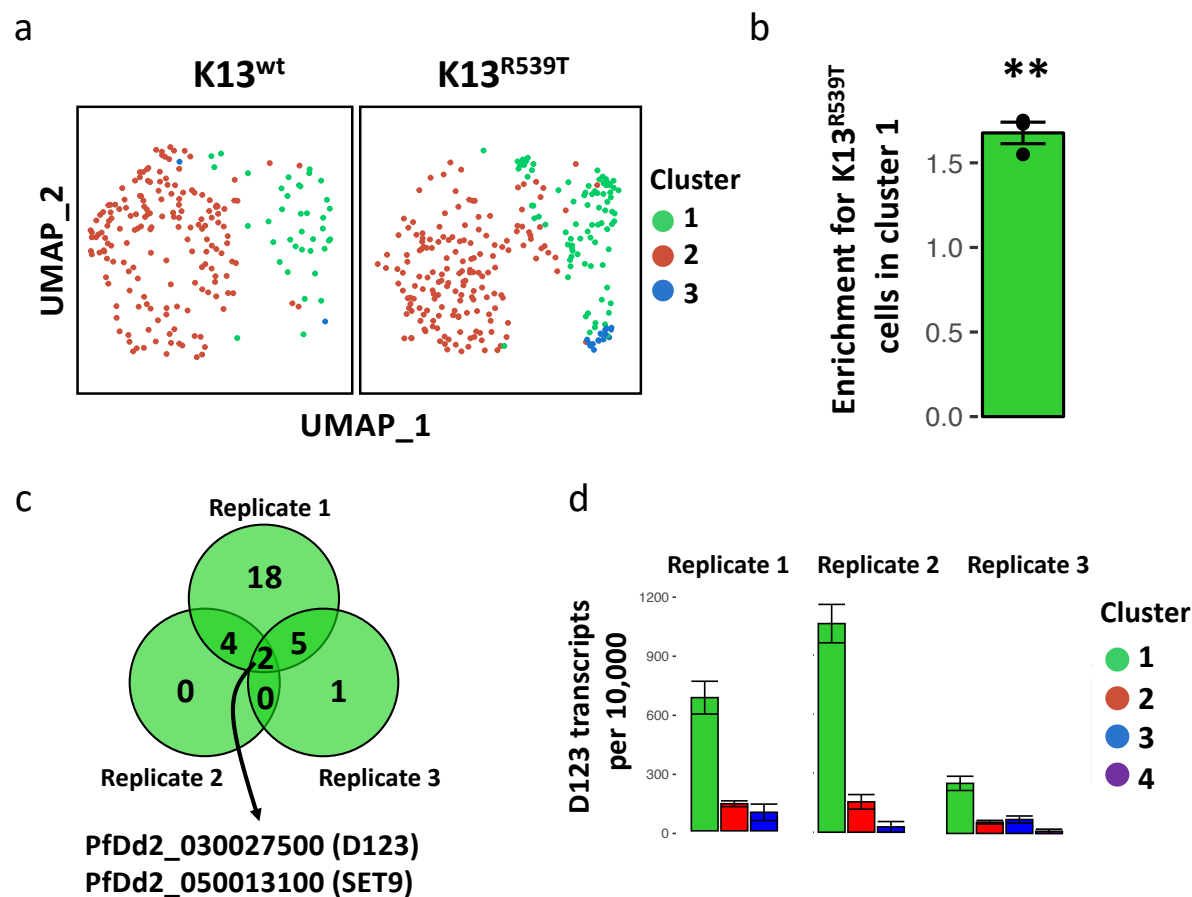 a
K13wt
K13R539T
UMAP_2
UMAP_1
Cluster
1
2
3
b
**
Enrichment for K13R539T
cells in cluster 1
1.5
1.0
0.5
0.0
c
Replicate 1
18
4
2
5
0
0
1
Replicate 2
Replicate 3
PfDd2_030027500 (D123)
PfDd2_050013100 (SET9)
d
Replicate 1
Replicate 2
Replicate 3
D123 transcripts
per 10,000
1200
900
600
300
0
Cluster
1
2
3
4